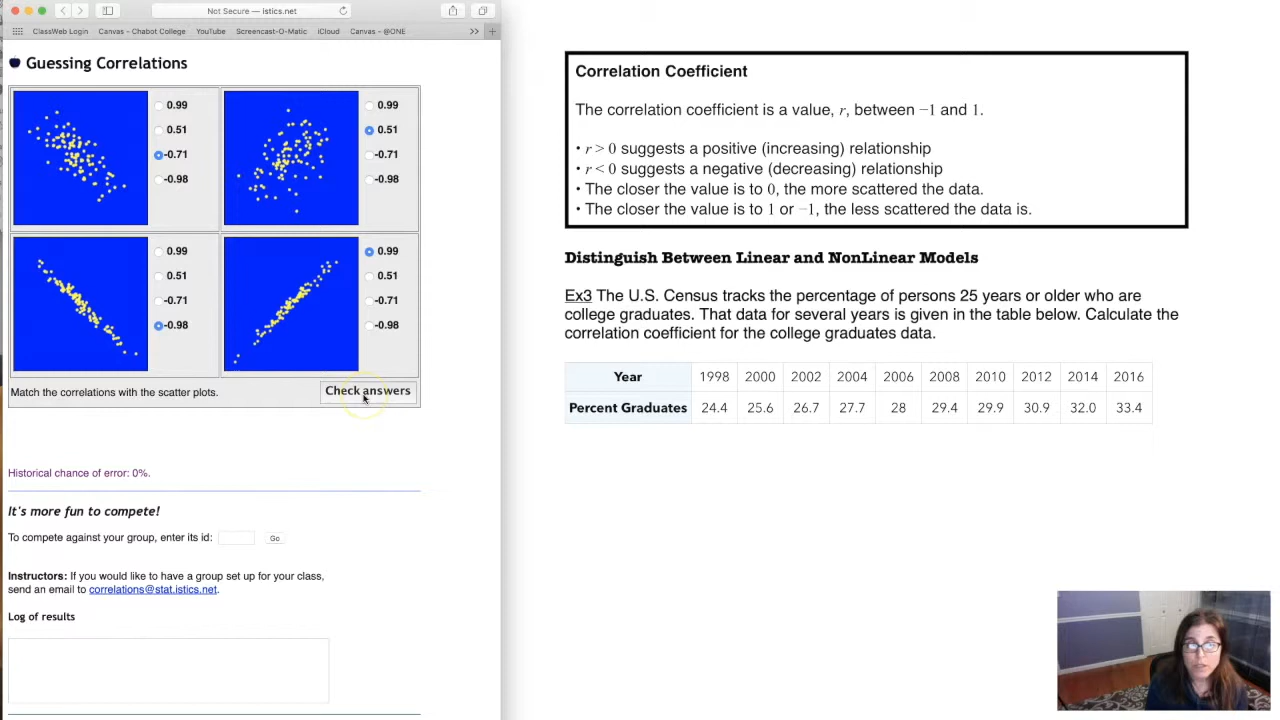 Not Secure — istics.net
ClassWeb Login Canvas - Chabot College YouTube Screencast-O-Matic iCloud Canvas - @ONE
Guessing Correlations
0.99
0.51
-0.71
-0.98
0.99
0.51
-0.71
-0.98
0.99
0.51
-0.71
-0.98
0.99
0.51
-0.71
-0.98
Match the correlations with the scatter plots. Check answers
Historical chance of error: 0%.
It's more fun to compete!
To compete against your group, enter its id: Go
Instructors: If you would like to have a group set up for your class,
send an email to correlations@stat.istics.net.
Log of results
Correlation Coefficient
The correlation coefficient is a value, r, between −1 and 1.
• r > 0 suggests a positive (increasing) relationship
• r < 0 suggests a negative (decreasing) relationship
• The closer the value is to 0, the more scattered the data.
• The closer the value is to 1 or −1, the less scattered the data is.
Distinguish Between Linear and NonLinear Models
Ex3 The U.S. Census tracks the percentage of persons 25 years or older who are
college graduates. That data for several years is given in the table below. Calculate the
correlation coefficient for the college graduates data.
Year 1998 2000 2002 2004 2006 2008 2010 2012 2014 2016
Percent Graduates 24.4 25.6 26.7 27.7 28 29.4 29.9 30.9 32.0 33.4